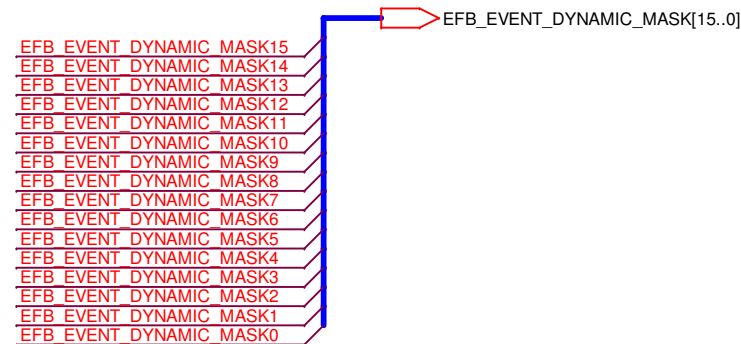 EFB_EVENT_DYNAMIC_MASK[15..0]
EFB_EVENT_DYNAMIC_MASK15
EFB_EVENT_DYNAMIC_MASK14
EFB_EVENT_DYNAMIC_MASK13
EFB_EVENT_DYNAMIC_MASK12
EFB_EVENT_DYNAMIC_MASK11
EFB_EVENT_DYNAMIC_MASK10
EFB_EVENT_DYNAMIC_MASK9
EFB_EVENT_DYNAMIC_MASK8
EFB_EVENT_DYNAMIC_MASK7
EFB_EVENT_DYNAMIC_MASK6
EFB_EVENT_DYNAMIC_MASK5
EFB_EVENT_DYNAMIC_MASK4
EFB_EVENT_DYNAMIC_MASK3
EFB_EVENT_DYNAMIC_MASK2
EFB_EVENT_DYNAMIC_MASK1
EFB_EVENT_DYNAMIC_MASK0